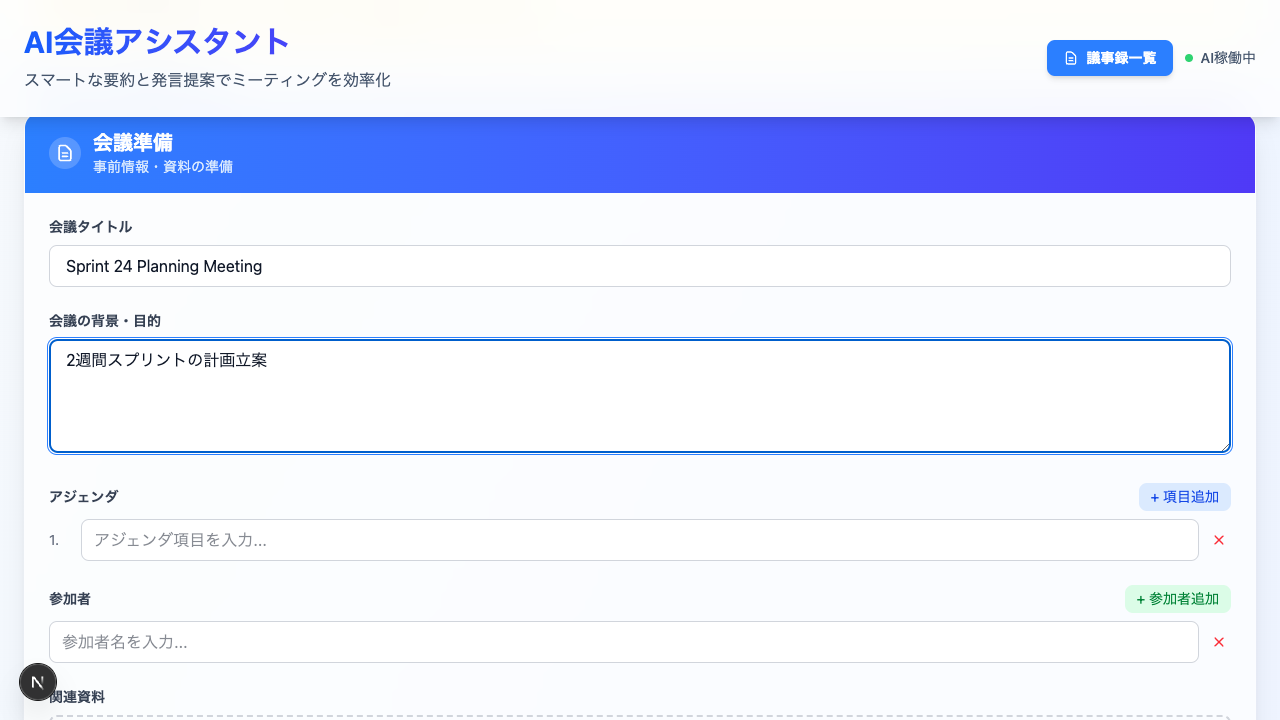 AI会議アシスタント
スマートな要約と発言提案でミーティングを効率化
議事録一覧
AI稼働中
会議準備
事前情報・資料の準備
会議タイトル
Sprint 24 Planning Meeting
会議の背景・目的
2週間スプリントの計画立案
アジェンダ
+ 項目追加
1.
アジェンダ項目を入力...
×
参加者
+ 参加者追加
参加者名を入力...
×
N
関連資料